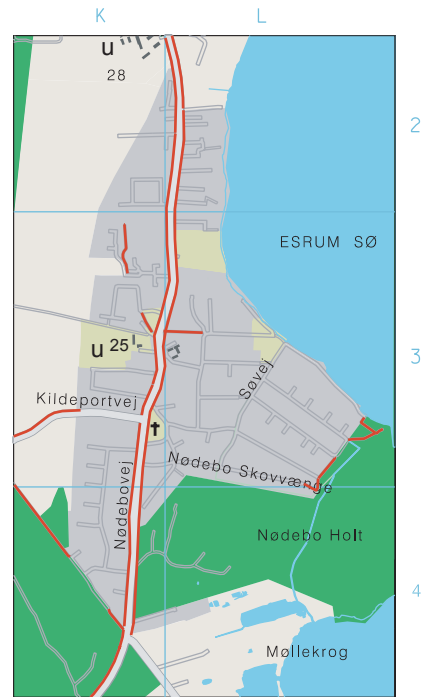 K L
u
28
2
ESRUM SØ
u 25
3
Kildeportvej
Søvej
Nødebovej
Nødebo Skovvænge
Nødebo Holt
4
Møllekrog